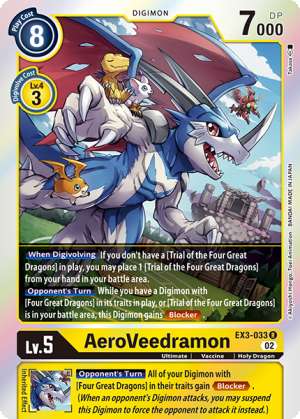 DIGIMON
Play Cost
8
7000
DP
Digivolve Cost
Lv.4
3
When Digivolving If you don't have a [Trial of the Four Great
Dragons] in play, you may place 1 [Trial of the Four Great Dragons]
from your hand in your battle area.
Opponent's Turn While you have a Digimon with
[Four Great Dragons] in its traits in play, or [Trial of the Four Great Dragons]
in your battle area, this Digimon gains Blocker
EX3-033 R
Lv.5
AeroVeedramon
02
Ultimate | Vaccine | Holy Dragon
Inherited Effect
Opponent's Turn All of your Digimon with
[Four Great Dragons] in their traits gain Blocker.
(When an opponent's Digimon attacks, you may suspend
this Digimon to force the opponent to attack it instead.)